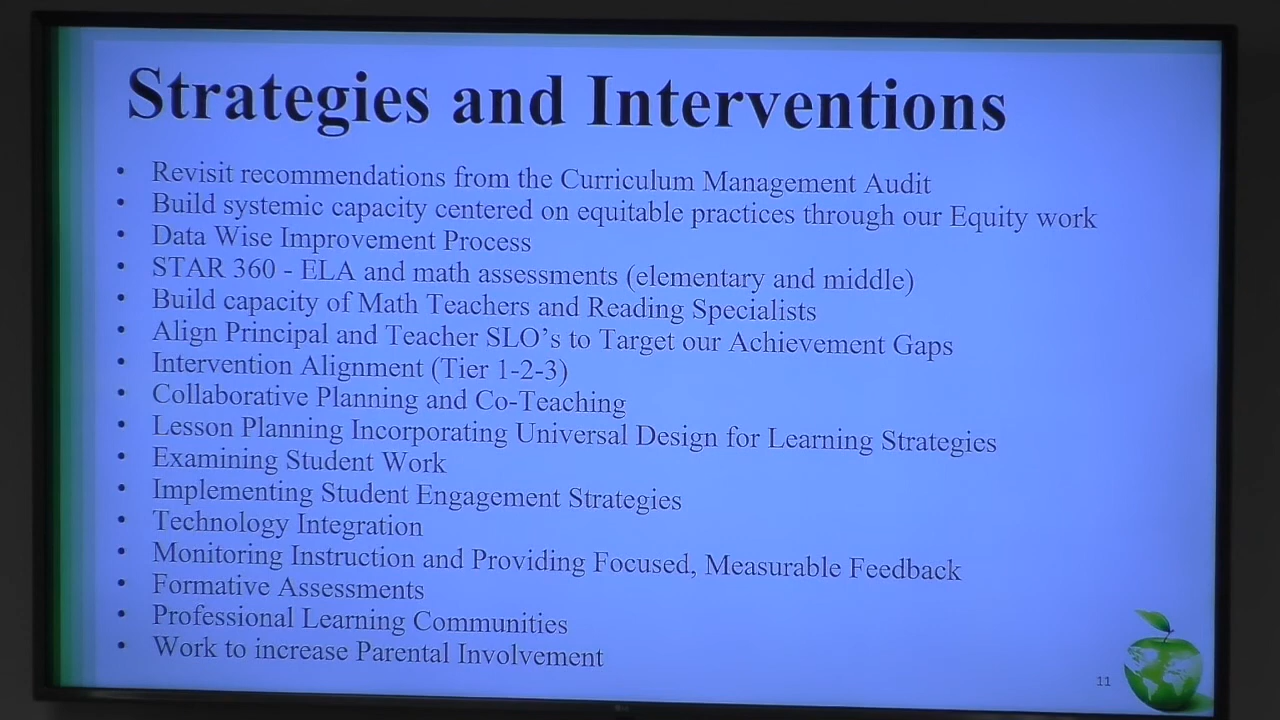 Strategies and Interventions
• Revisit recommendations from the Curriculum Management Audit
• Build systemic capacity centered on equitable practices through our Equity work
• Data Wise Improvement Process
• STAR 360 - ELA and math assessments (elementary and middle)
• Build capacity of Math Teachers and Reading Specialists
• Align Principal and Teacher SLO’s to Target our Achievement Gaps
• Intervention Alignment (Tier 1-2-3)
• Collaborative Planning and Co-Teaching
• Lesson Planning Incorporating Universal Design for Learning Strategies
• Examining Student Work
• Implementing Student Engagement Strategies
• Technology Integration
• Monitoring Instruction and Providing Focused, Measurable Feedback
• Formative Assessments
• Professional Learning Communities
• Work to increase Parental Involvement
11